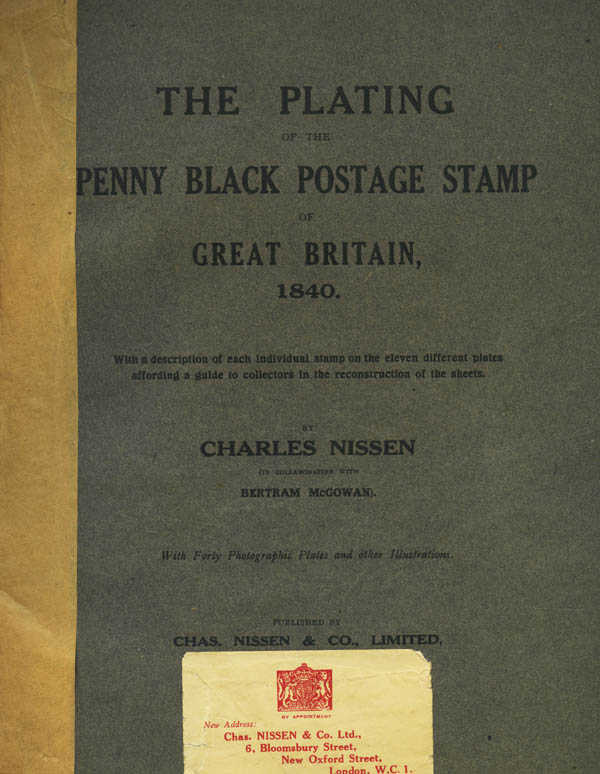 THE PLATING
OF THE
PENNY BLACK POSTAGE STAMP
OF
GREAT BRITAIN,
1840.
With a description of each individual stamp on the eleven different plates
affording a guide to collectors in the reconstruction of the sheets.
BY
CHARLES NISSEN
(IN COLLABORATION WITH
BERTRAM McGOWAN).
With Forty Photographic Plates and other Illustrations.
PUBLISHED BY
CHAS. NISSEN & CO., LIMITED,
BY APPOINTMENT
New Address:
Chas. NISSEN & Co. Ltd.,
6, Bloomsbury Street,
New Oxford Street,
London, W.C. 1.